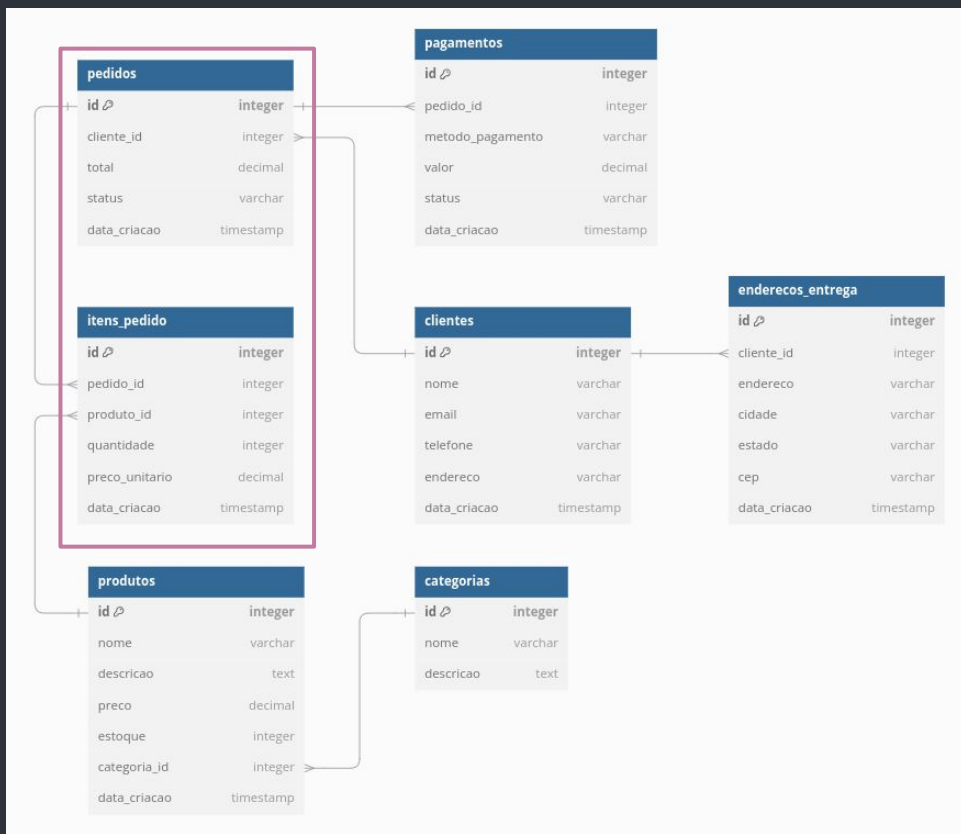 pedidos
id integer
cliente_id integer
total decimal
status varchar
data_criacao timestamp
pagamentos
id integer
pedido_id integer
metodo_pagamento varchar
valor decimal
status varchar
data_criacao timestamp
itens_pedido
id integer
pedido_id integer
produto_id integer
quantidade integer
preco_unitario decimal
data_criacao timestamp
clientes
id integer
nome varchar
email varchar
telefone varchar
endereco varchar
data_criacao timestamp
enderecos_entrega
id integer
cliente_id integer
endereco varchar
cidade varchar
estado varchar
cep varchar
data_criacao timestamp
produtos
id integer
nome varchar
descricao text
preco decimal
estoque integer
categoria_id integer
data_criacao timestamp
categorias
id integer
nome varchar
descricao text